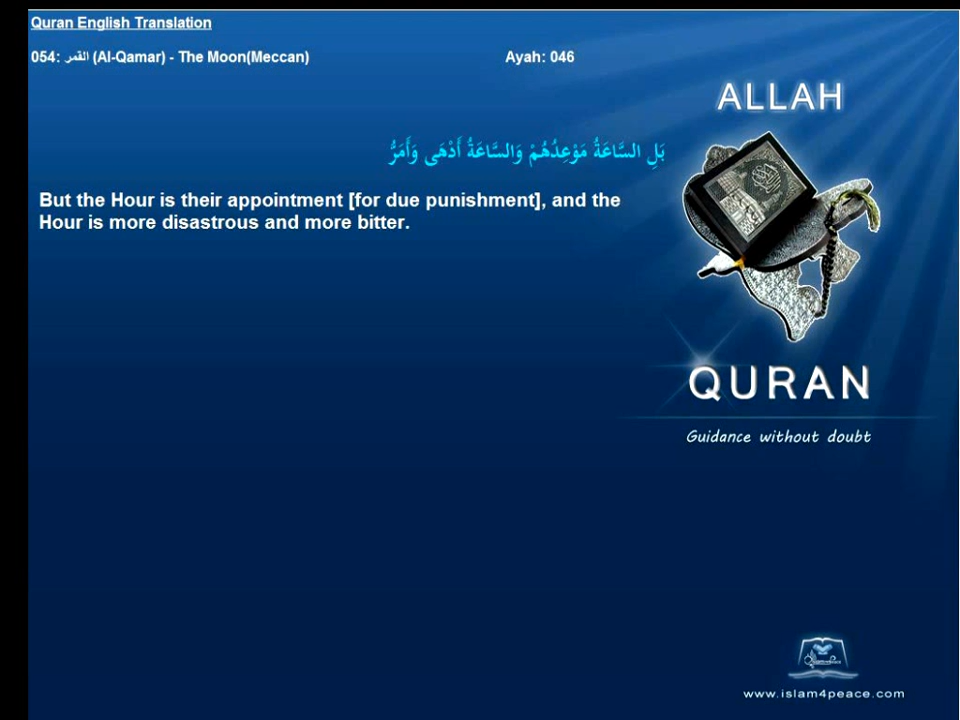 Quran English Translation
054: القمر (Al-Qamar) - The Moon(Meccan) Ayah: 046
ALLAH
بَلِ السَّاعَةُ مَوْعِدُهُمْ وَالسَّاعَةُ أَدْهَى وَأَمَرُّ
But the Hour is their appointment [for due punishment], and the
Hour is more disastrous and more bitter.
QURAN
Guidance without doubt
www.islam4peace.com